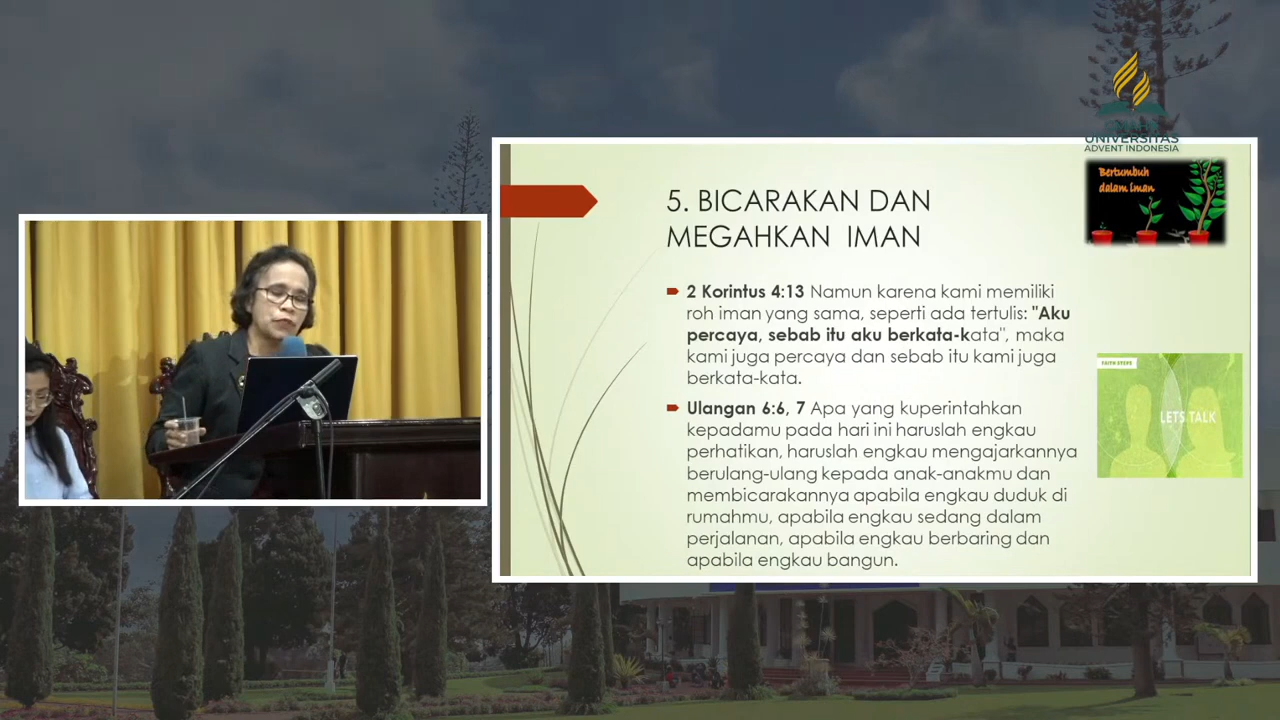 UNIVERSITAS
ADVENT INDONESIA
Bertumbuh
dalam iman
5. BICARAKAN DAN
MEGAHKAN IMAN
2 Korintus 4:13 Namun karena kami memiliki
roh iman yang sama, seperti ada tertulis: "Aku
percaya, sebab itu aku berkata-kata", maka
kami juga percaya dan sebab itu kami juga
berkata-kata.
Ulangan 6:6, 7 Apa yang kuperintahkan
kepadamu pada hari ini haruslah engkau
perhatikan, haruslah engkau mengajarkannya
berulang-ulang kepada anak-anakmu dan
membicarakannya apabila engkau duduk di
rumahmu, apabila engkau sedang dalam
perjalanan, apabila engkau berbaring dan
apabila engkau bangun.
FAITH STEPS
LETS TALK